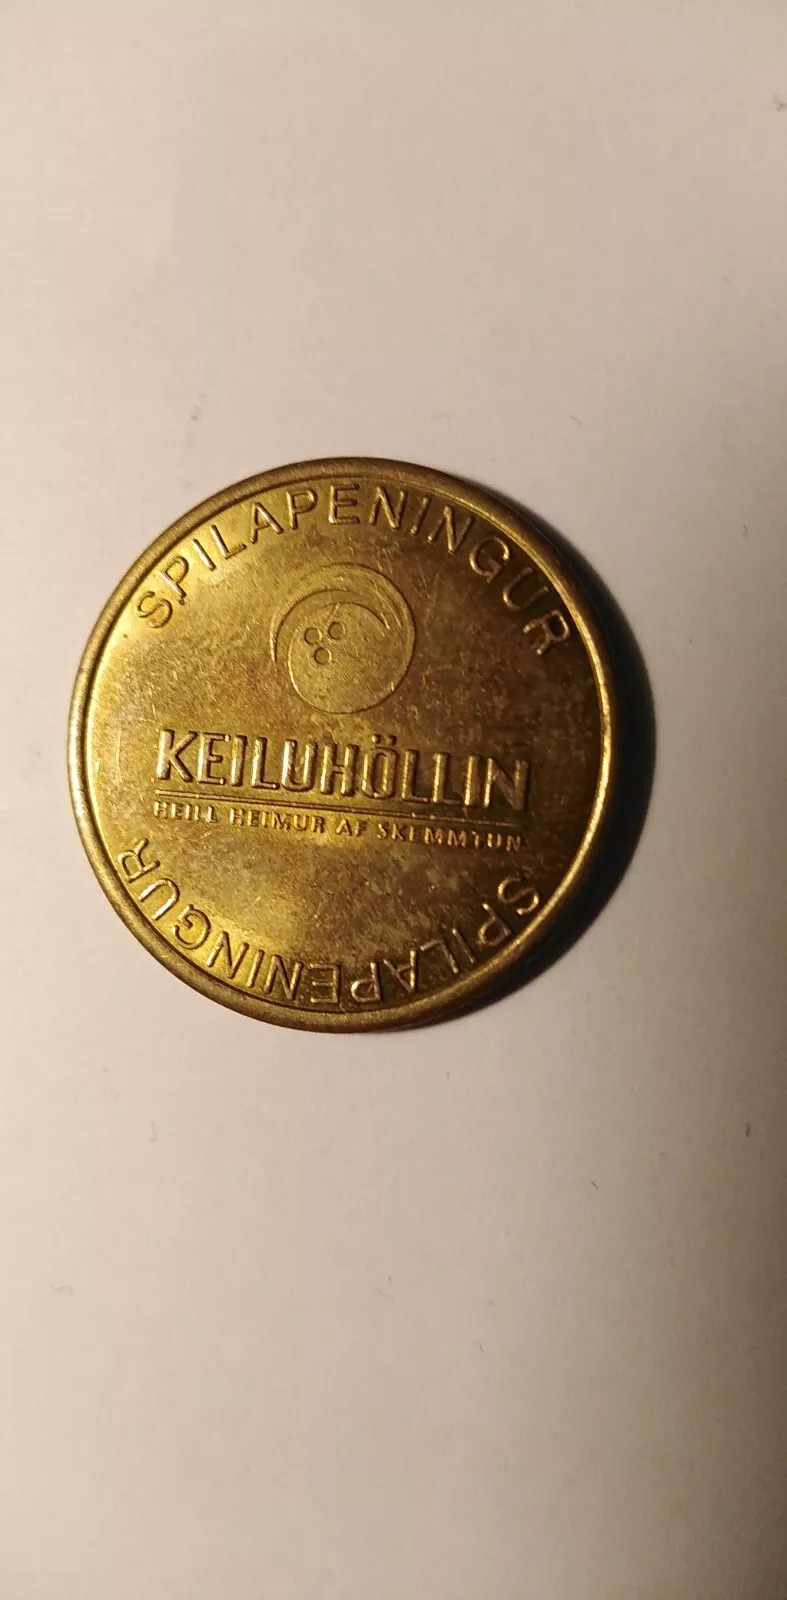 SPILAPENINGUR
KEILUHÖLLIN
HEILL HEIMUR AF SKEMMTUN
SPILAPENINGUR